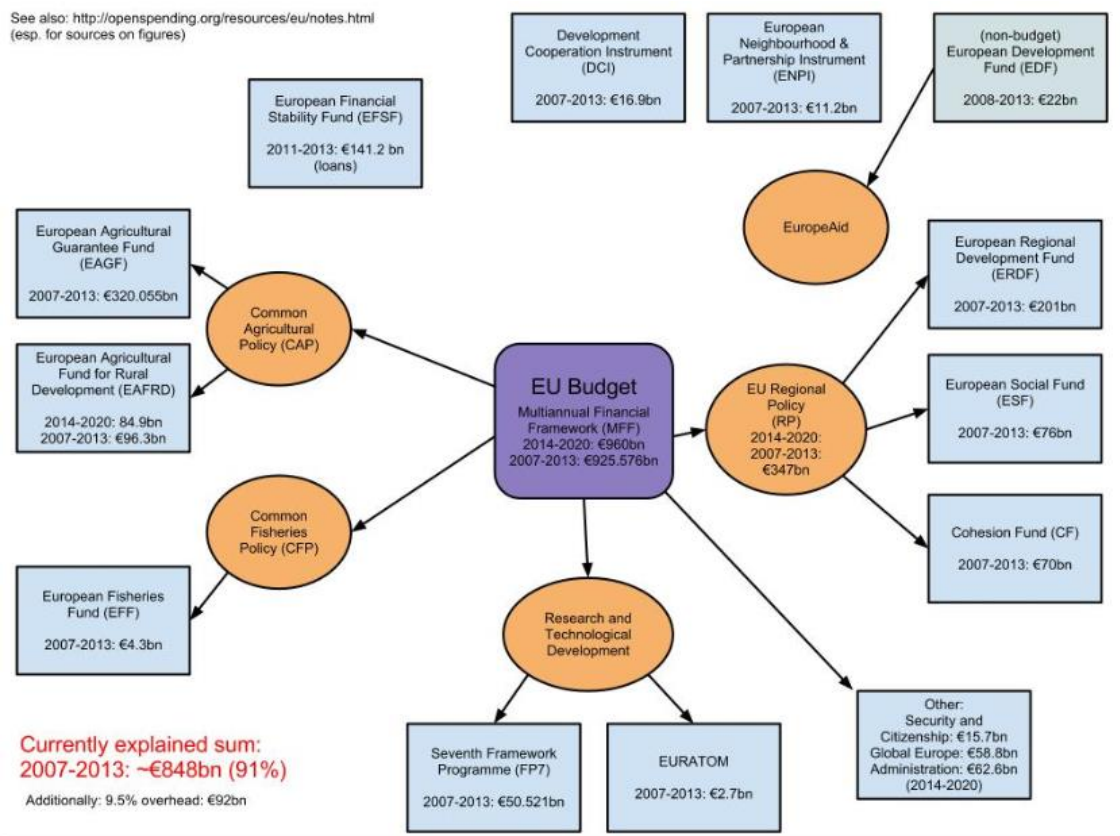 See also: http://openspending.org/resources/eu/notes.html
(esp. for sources on figures)
Development
Cooperation Instrument
(DCI)
2007-2013: €16.9bn
European
Neighbourhood &
Partnership Instrument
(ENPI)
2007-2013: €11.2bn
(non-budget)
European Development
Fund (EDF)
2008-2013: €22bn
European Financial
Stability Fund (EFSF)
2011-2013: €141.2 bn
(loans)
EuropeAid
European Agricultural
Guarantee Fund
(EAGF)
2007-2013: €320.055bn
Common
Agricultural
Policy (CAP)
European Regional
Development Fund
(ERDF)
2007-2013: €201bn
European Agricultural
Fund for Rural
Development (EAFRD)
2014-2020: 84.9bn
2007-2013: €96.3bn
EU Budget
Multiannual Financial
Framework (MFF)
2014-2020: €960bn
2007-2013: €925.576bn
EU Regional
Policy
(RP)
2014-2020:
2007-2013:
€347bn
European Social Fund
(ESF)
2007-2013: €76bn
Common
Fisheries
Policy (CFP)
Cohesion Fund (CF)
2007-2013: €70bn
European Fisheries
Fund (EFF)
2007-2013: €4.3bn
Research and
Technological
Development
Currently explained sum:
2007-2013: ~€848bn (91%)
Additionally: 9.5% overhead: €92bn
Seventh Framework
Programme (FP7)
2007-2013: €50.521bn
EURATOM
2007-2013: €2.7bn
Other:
Security and
Citizenship: €15.7bn
Global Europe: €58.8bn
Administration: €62.6bn
(2014-2020)